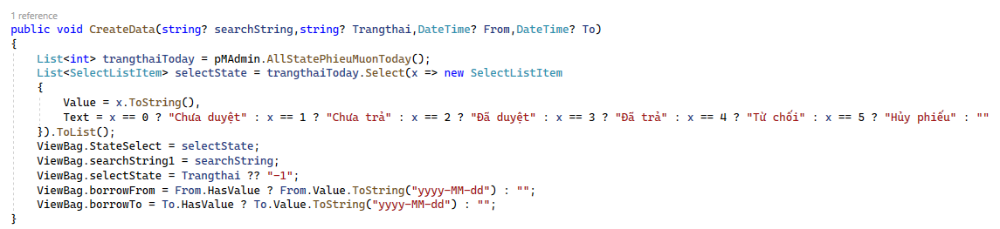 1 reference
public void CreateData(string? searchString,string? Trangthai,DateTime? From,DateTime? To)
{
    List<int> trangthaiToday = pMAdmin.AllStatePhieuMuonToday();
    List<SelectListItem> selectState = trangthaiToday.Select(x => new SelectListItem
    {
        Value = x.ToString(),
        Text = x == 0 ? "Chưa duyệt" : x == 1 ? "Chưa trả" : x == 2 ? "Đã duyệt" : x == 3 ? "Đã trả" : x == 4 ? "Từ chối" : x == 5 ? "Hủy phiếu" : ""
    }).ToList();
    ViewBag.StateSelect = selectState;
    ViewBag.searchString1 = searchString;
    ViewBag.selectState = Trangthai ?? "-1";
    ViewBag.borrowFrom = From.HasValue ? From.Value.ToString("yyyy-MM-dd") : "";
    ViewBag.borrowTo = To.HasValue ? To.Value.ToString("yyyy-MM-dd") : "";
}